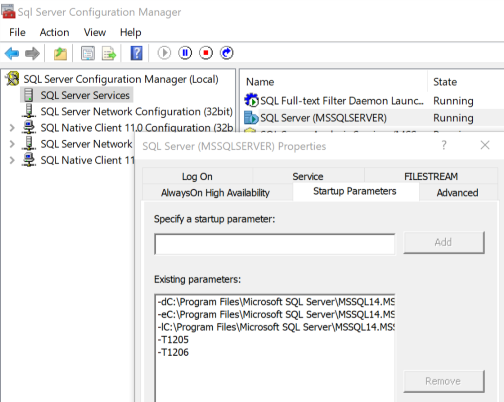 Sql Server Configuration Manager
File Action View Help
SQL Server Configuration Manager (Local)
SQL Server Services
SQL Server Network Configuration (32bit)
SQL Native Client 11.0 Configuration (32b
SQL Server Network
SQL Native Client 11
Name State
SQL Full-text Filter Daemon Launc... Running
SQL Server (MSSQLSERVER) Running
SQL Server (MSSQLSERVER) Properties
Log On Service FILESTREAM
AlwaysOn High Availability Startup Parameters Advanced
Specify a startup parameter:
Add
Existing parameters:
-dC:\Program Files\Microsoft SQL Server\MSSQL14.MS
-eC:\Program Files\Microsoft SQL Server\MSSQL14.MS
-lC:\Program Files\Microsoft SQL Server\MSSQL14.MS
-T1205
-T1206
Remove